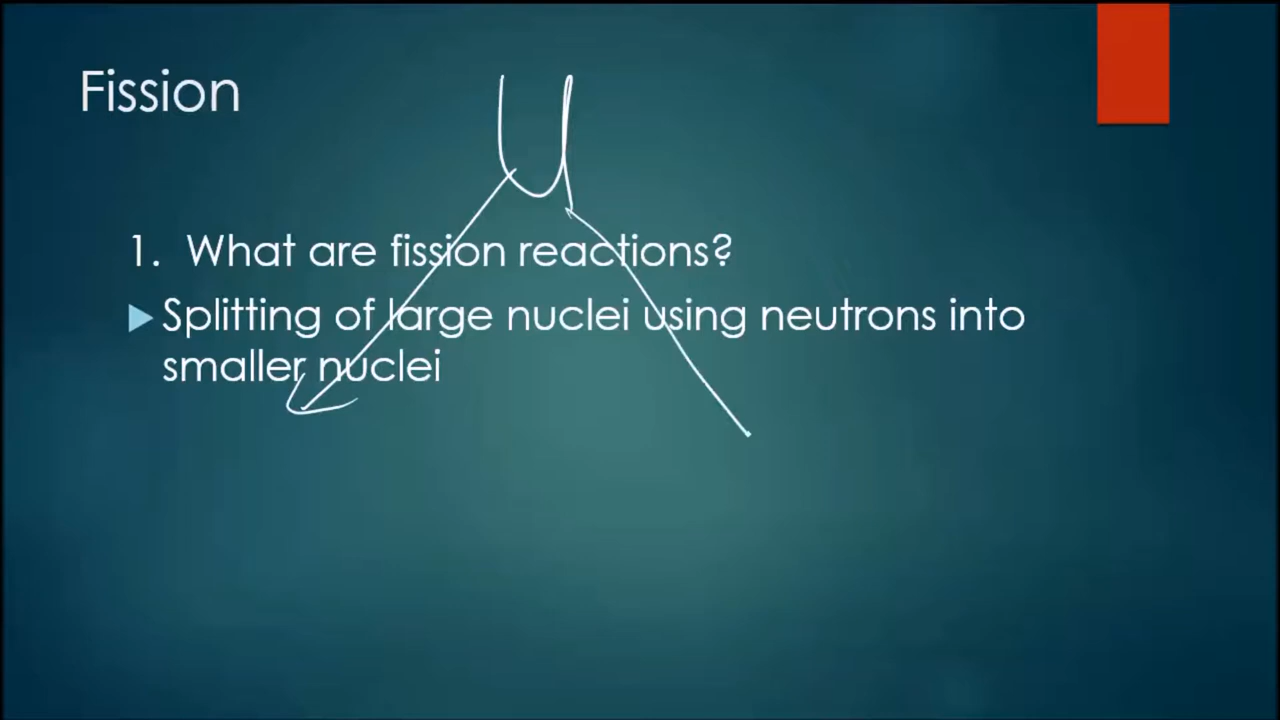 Fission
U
1. What are fission reactions?
Splitting of large nuclei using neutrons into
smaller nuclei